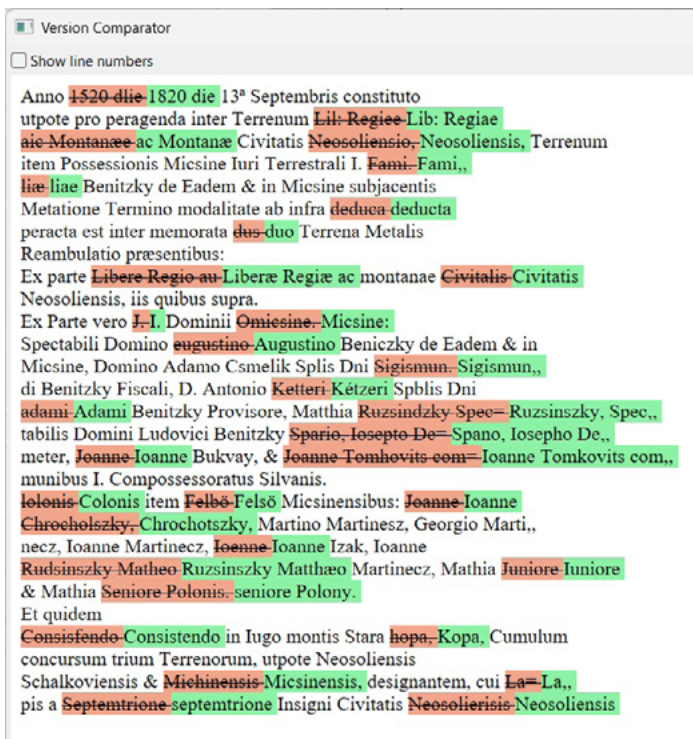 Version Comparator
Show line numbers
Anno 1520 dlie 1820 die 13ª Septembris constituto
utpote pro peragenda inter Terrenum Lil: Regiee Lib: Regiae
aie Montanæe ac Montanæ Civitatis Neosoliensio, Neosoliensis, Terrenum
item Possessionis Micsine Iuri Terrestrali I. Fami. Fami,,
liæ liae Benitzky de Eadem & in Micsine subjacentis
Metatione Termino modalitate ab infra deduca deducta
peracta est inter memorata dus duo Terrena Metalis
Reambulatio præsentibus:
Ex parte Libere Regio au Liberæ Regiæ ac montanae Civitalis Civitatis
Neosoliensis, iis quibus supra.
Ex Parte vero J. I. Dominii Omicsine. Micsine:
Spectabili Domino eugustino Augustino Beniczky de Eadem & in
Micsine, Domino Adamo Csmelik Splis Dni Sigismun. Sigismun,,
di Benitzky Fiscali, D. Antonio Ketteri Kétzeri Spblis Dni
adami Adami Benitzky Provisore, Matthia Ruzsindzky Spec= Ruzsinszky, Spec,,
tabilis Domini Ludovici Benitzky Spario, Iosepto De= Spano, Iosepho De,,
meter, Joanne Ioanne Bukvay, & Joanne Tomhovits com= Ioanne Tomkovits com,,
munibus I. Compossessoratus Silvanis.
Iolonis Colonis item Felbö Felsö Micsinensibus: Joanne Ioanne
Chrocholszky, Chrochotszky, Martino Martinesz, Georgio Marti,,
necz, Ioanne Martinecz, Ioenne Ioanne Izak, Ioanne
Rudsinszky Matheo Ruzsinszky Matthæo Martinecz, Mathia Juniore Iuniore
& Mathia Seniore Polonis. seniore Polony.
Et quidem
Consisfendo Consistendo in Iugo montis Stara hopa, Kopa, Cumulum
concursum trium Terrenorum, utpote Neosoliensis
Schalkoviensis & Michinensis Micsinensis, designantem, cui La= La,,
pis a Septemtrione septemtrione Insigni Civitatis Neosolierisis Neosoliensis